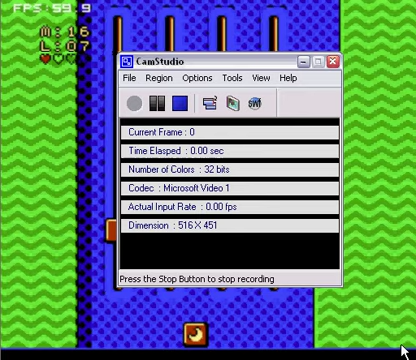 FPS:59.9
M:16
L:07
CamStudio
File Region Options Tools View Help
Current Frame : 0
Time Elasped : 0.00 sec
Number of Colors : 32 bits
Codec : Microsoft Video 1
Actual Input Rate : 0.00 fps
Dimension : 516 X 451
Press the Stop Button to stop recording